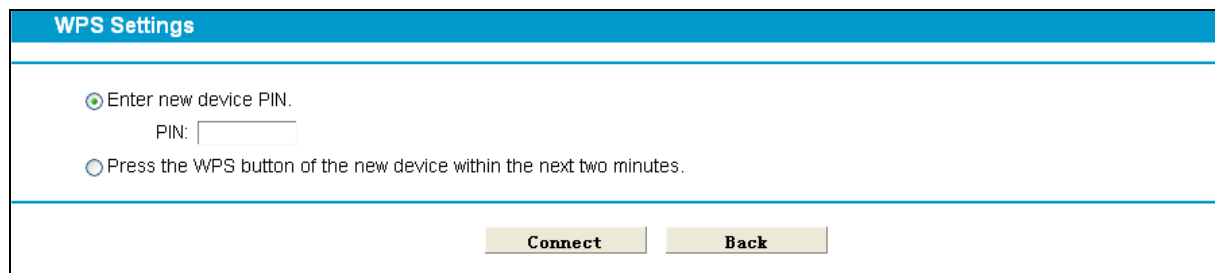 WPS Settings
Enter new device PIN.
PIN:
Press the WPS button of the new device within the next two minutes.
Connect Back